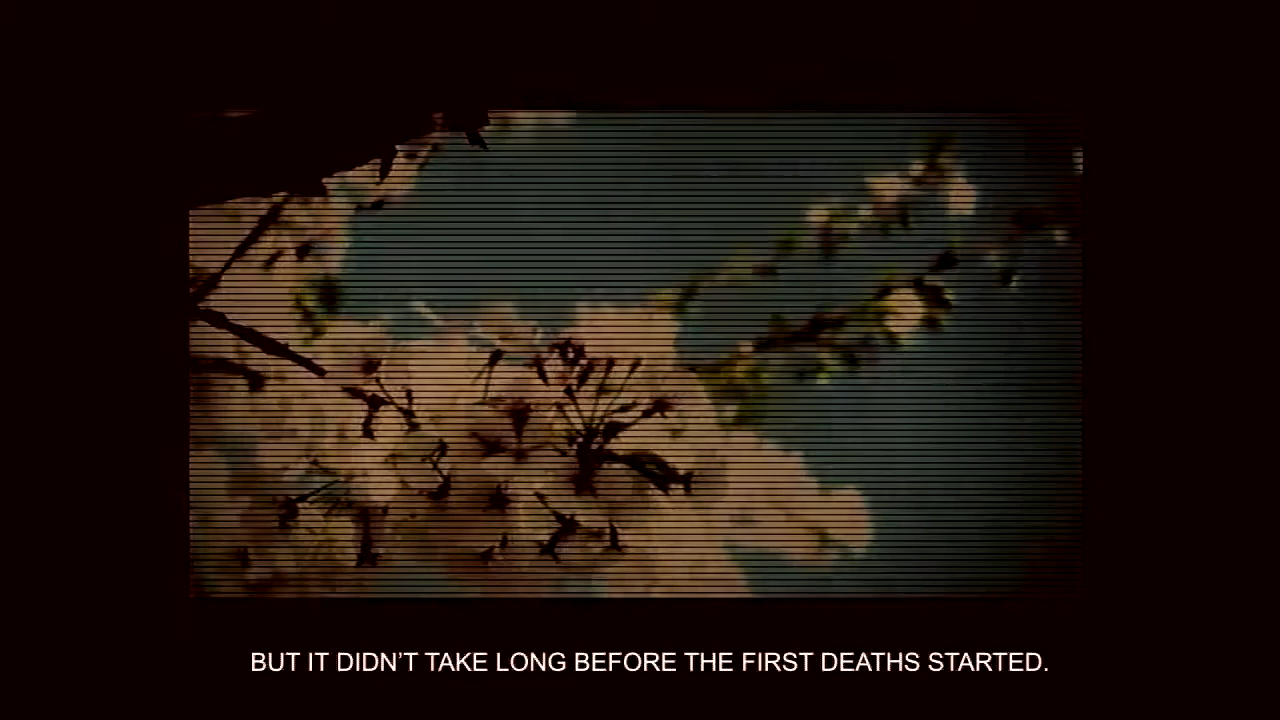 BUT IT DIDN’T TAKE LONG BEFORE THE FIRST DEATHS STARTED.